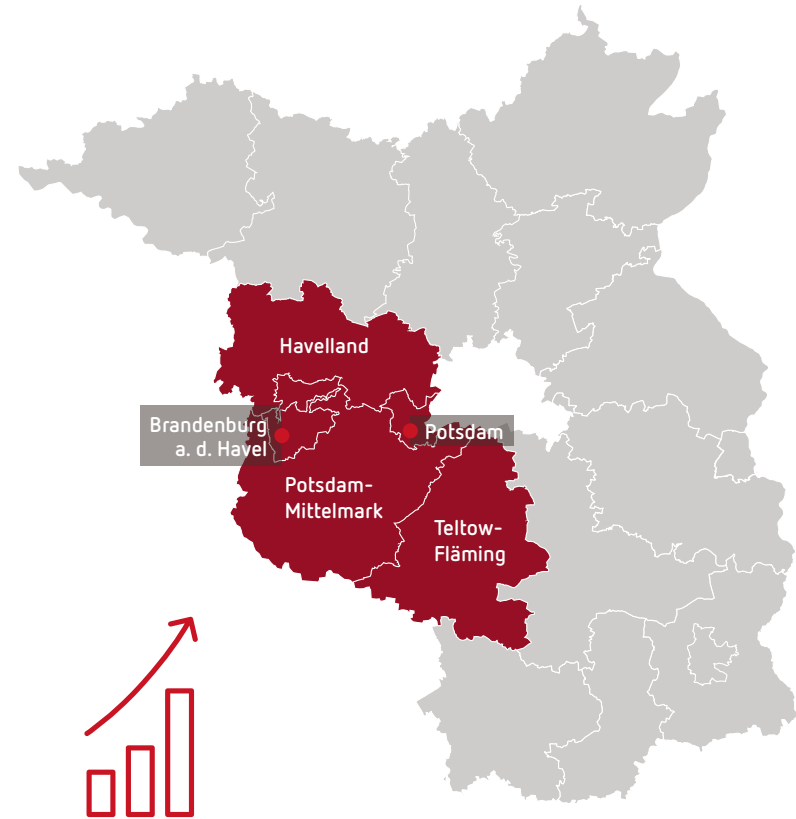 Havelland
Brandenburg
a. d. Havel
Potsdam
Potsdam-
Mittelmark
Teltow-
Fläming